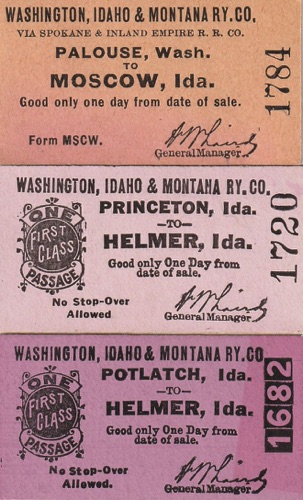 WASHINGTON, IDAHO & MONTANA RY. CO.
VIA SPOKANE & INLAND EMPIRE R. R. CO.
PALOUSE, Wash.
TO
MOSCOW, Ida.
Good only one day from date of sale.
Form MSCW.
General Manager.
1784
WASHINGTON, IDAHO & MONTANA RY. CO.
ONE
FIRST
CLASS
PASSAGE
PRINCETON, Ida.
—TO—
HELMER, Ida.
Good only One Day from
date of sale.
No Stop-Over
Allowed
General Manager
1720
WASHINGTON, IDAHO & MONTANA RY. CO.
ONE
FIRST
CLASS
PASSAGE
POTLATCH, Ida.
—TO—
HELMER, Ida.
Good only One Day from
date of sale.
No Stop-Over
Allowed
General Manager
1682